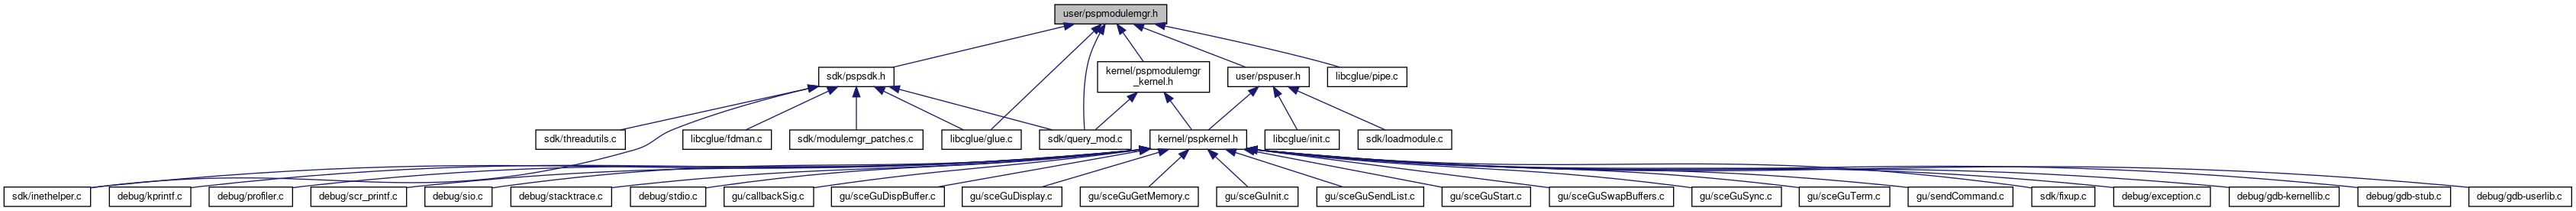 user/pspmodulemgr.h
sdk/pspsdk.h
kernel/pspmodulemgr
_kernel.h
user/pspuser.h
libcglue/pipe.c
sdk/threadutils.c
libcglue/fdman.c
sdk/modulemgr_patches.c
libcglue/glue.c
sdk/query_mod.c
kernel/pspkernel.h
libcglue/init.c
sdk/loadmodule.c
sdk/inethelper.c
debug/kprintf.c
debug/profiler.c
debug/scr_printf.c
debug/sio.c
debug/stacktrace.c
debug/stdio.c
gu/callbackSig.c
gu/sceGuDispBuffer.c
gu/sceGuDisplay.c
gu/sceGuGetMemory.c
gu/sceGuInit.c
gu/sceGuSendList.c
gu/sceGuStart.c
gu/sceGuSwapBuffers.c
gu/sceGuSync.c
gu/sceGuTerm.c
gu/sendCommand.c
sdk/fixup.c
debug/exception.c
debug/gdb-kernellib.c
debug/gdb-stub.c
debug/gdb-userlib.c